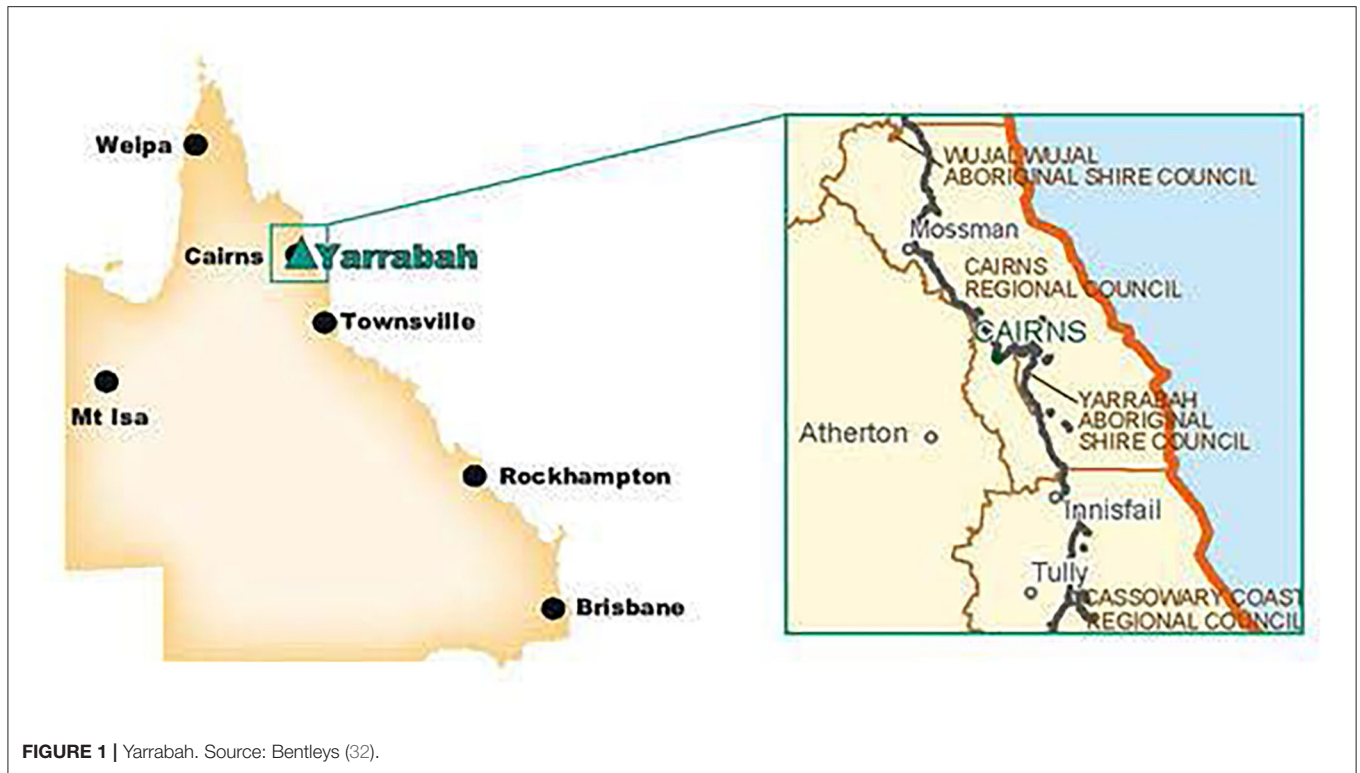 Weipa
Cairns
Yarrabah
Townsville
Mt Isa
Rockhampton
Brisbane
WUJAL WUJAL
ABORIGINAL SHIRE COUNCIL
Mossman
CAIRNS
REGIONAL COUNCIL
CAIRNS
YARRABAH
ABORIGINAL
SHIRE COUNCIL
Atherton
Innisfail
Tully
CASSOWARY COAST
REGIONAL COUNCIL
FIGURE 1 | Yarrabah. Source: Bentleys (32).